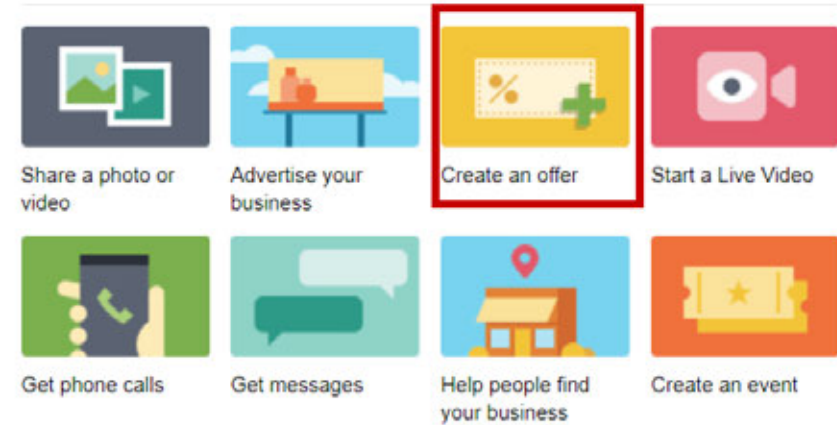 Share a photo or
video
Advertise your
business
%
Create an offer
Start a Live Video
Get phone calls
Get messages
Help people find
your business
Create an event